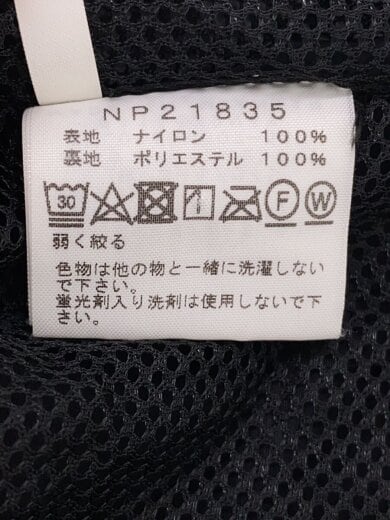 NP21835
表地 ナイロン 100%
裏地 ポリエステル 100%
30 F W
弱く絞る
色物は他の物と一緒に洗濯しない
で下さい。
蛍光剤入り洗剤は使用しないで下
さい。